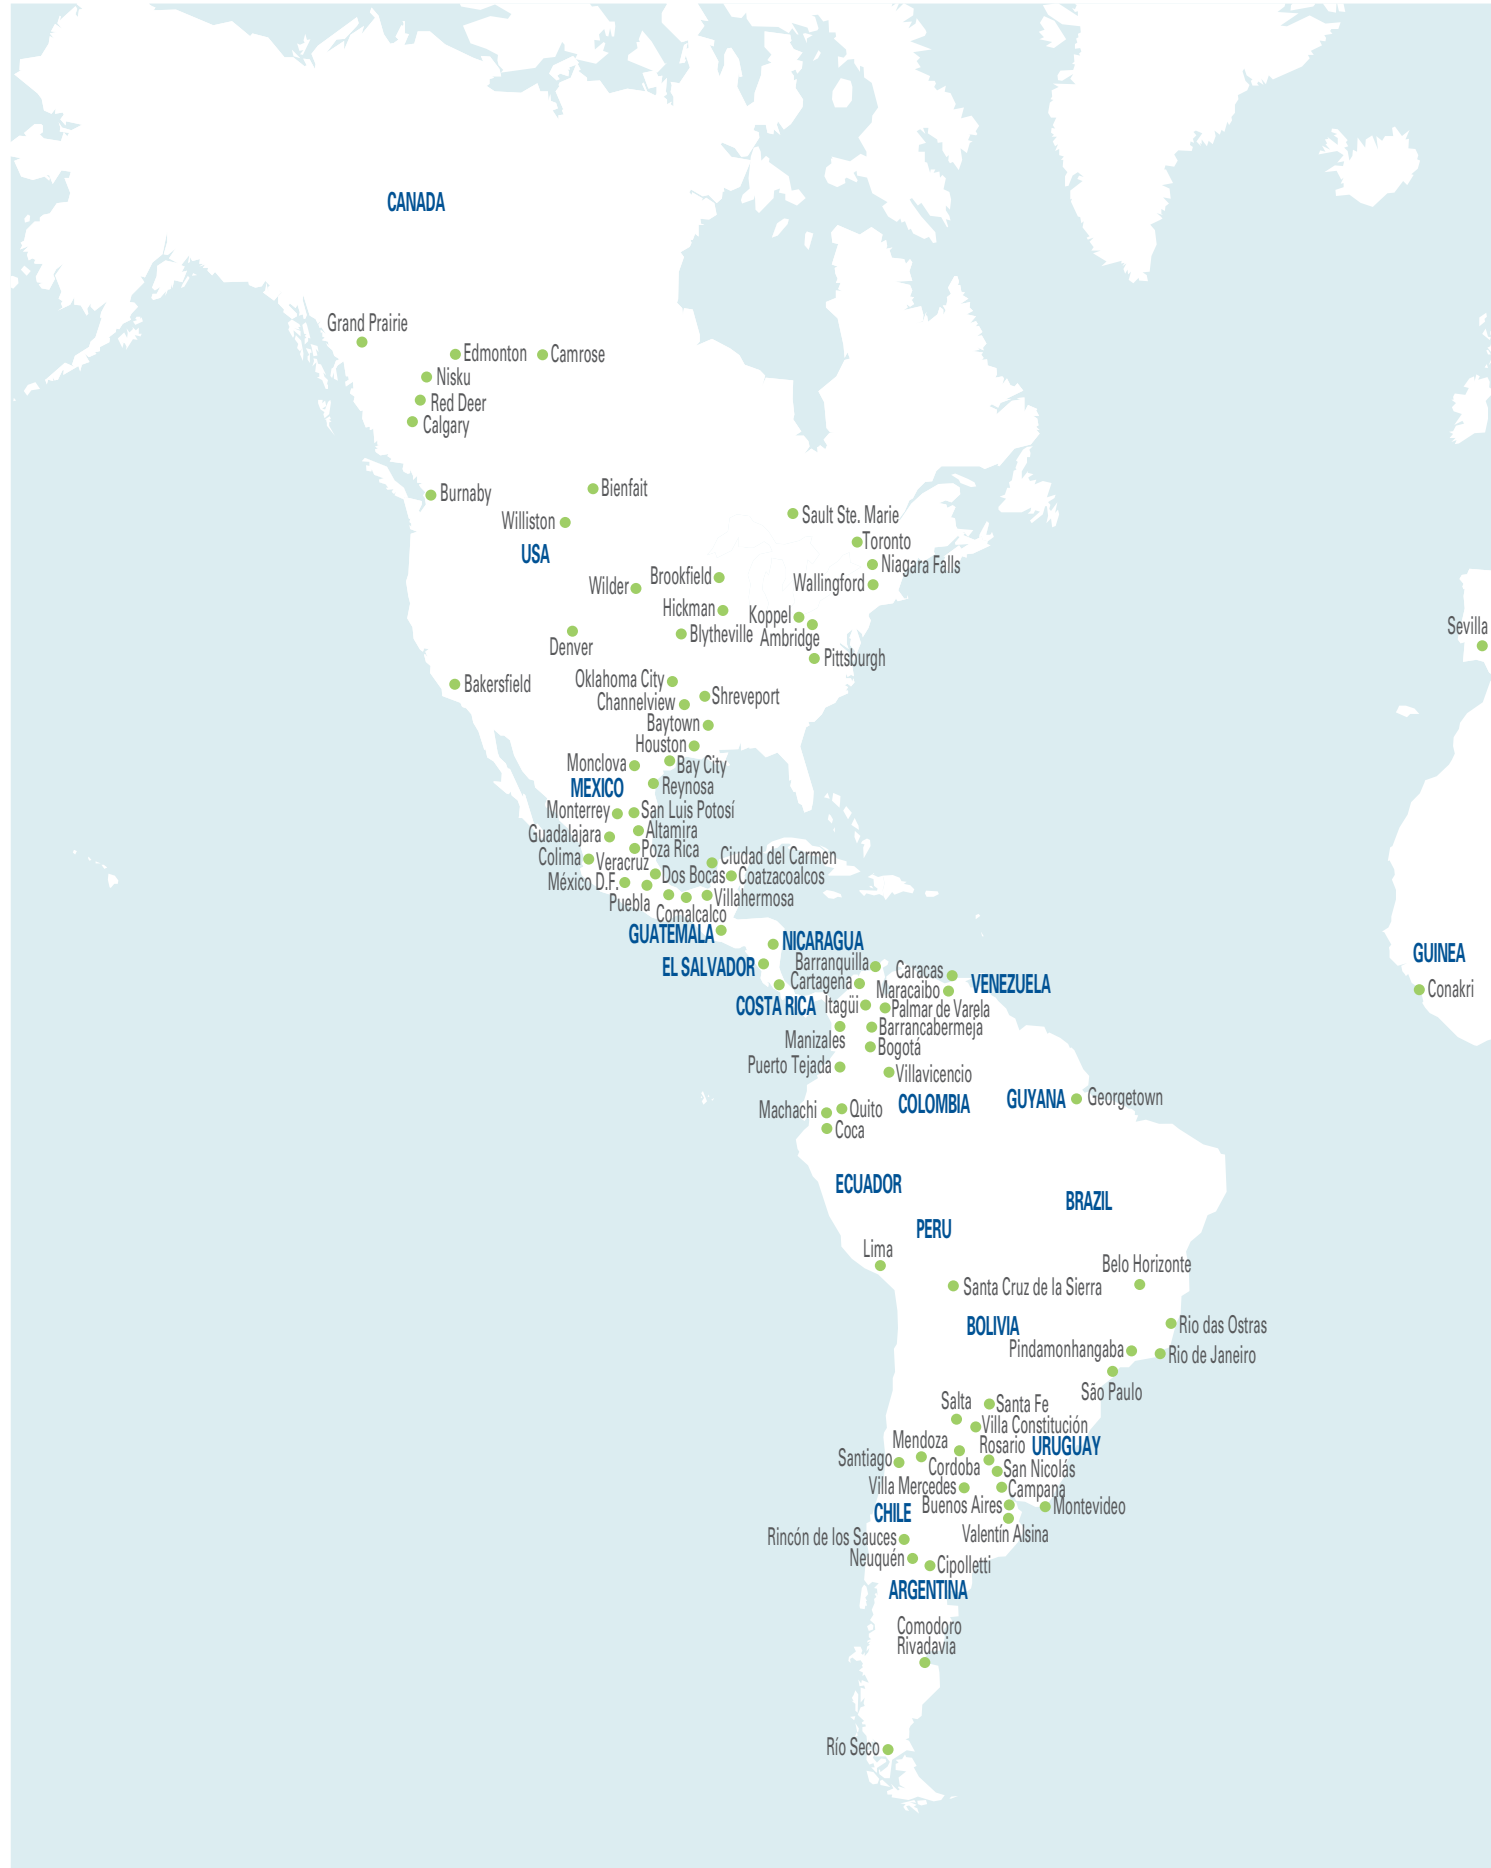 CANADA
Grand Prairie
Edmonton
Camrose
Nisku
Red Deer
Calgary
Burnaby
Bienfait
Williston
Sault Ste. Marie
Toronto
USA
Niagara Falls
Brookfield
Wallingford
Wilder
Hickman
Koppel
Sevilla
Blytheville
Ambridge
Denver
Pittsburgh
Oklahoma City
Bakersfield
Shreveport
Channelview
Baytown
Houston
Monclova
Bay City
MEXICO
Reynosa
Monterrey
San Luis Potosí
Guadalajara
Altamira
Poza Rica
Colima
Veracruz
Ciudad del Carmen
México D.F.
Dos Bocas
Coatzacoalcos
Puebla
Villahermosa
Comalcalco
GUATEMALA
NICARAGUA
GUINEA
Barranquilla
EL SALVADOR
Caracas
Cartagena
VENEZUELA
Maracaibo
Conakri
COSTA RICA
Itagüi
Palmar de Varela
Barrancabermeja
Manizales
Bogotá
Puerto Tejada
Villavicencio
GUYANA
Georgetown
COLOMBIA
Machachi
Quito
Coca
ECUADOR
BRAZIL
PERU
Lima
Belo Horizonte
Santa Cruz de la Sierra
BOLIVIA
Rio das Ostras
Pindamonhangaba
Rio de Janeiro
São Paulo
Salta
Santa Fe
Villa Constitución
Mendoza
Rosario
URUGUAY
Santiago
Cordoba
San Nicolás
Villa Mercedes
Campana
Buenos Aires
Montevideo
CHILE
Valentín Alsina
Rincón de los Sauces
Neuquén
Cipolletti
ARGENTINA
Comodoro
Rivadavia
Río Seco